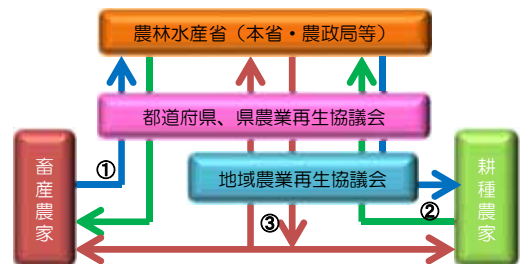 農林水産省（本省・農政局等）
都道府県、県農業再生協議会
地域農業再生協議会
畜産農家
耕種農家
①
②
③